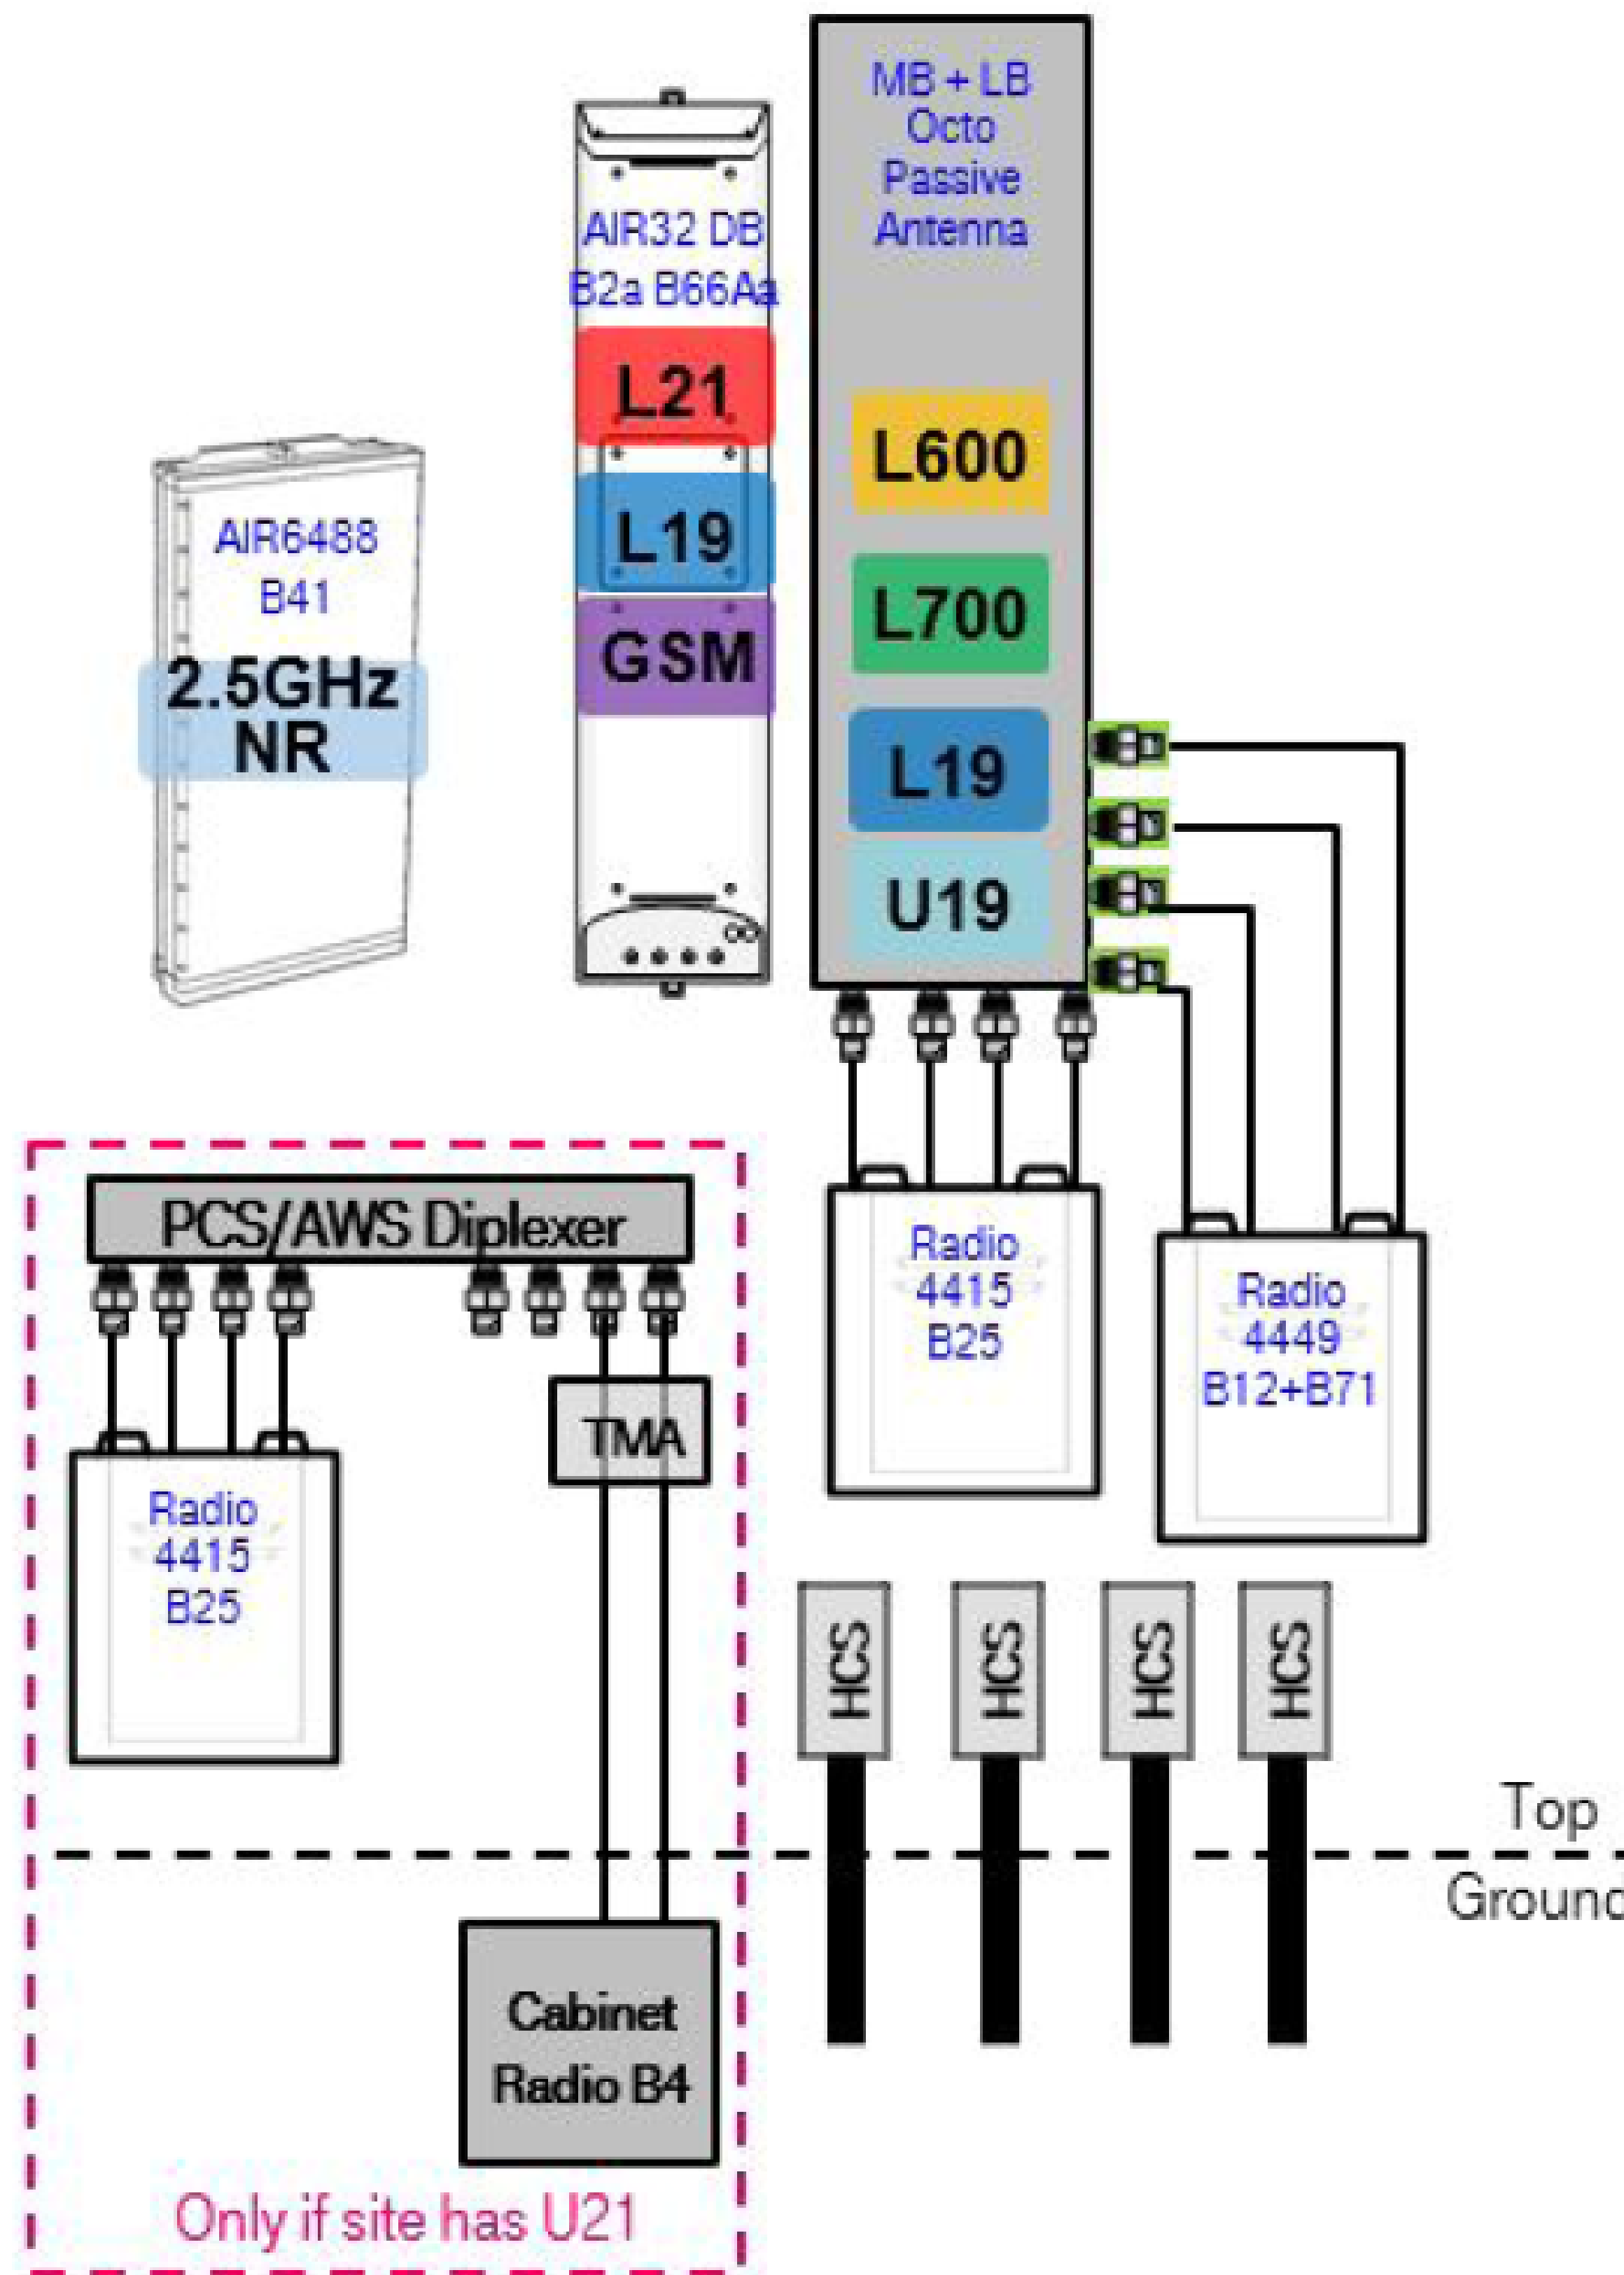 MB + LB
Octo
Passive
Antenna
L600
L700
L19
U19
AIR32 DB
B2a B66Aa
L21
L19
GSM
AIR6488
B41
2.5GHz
NR
PCS/AWS Diplexer
TMA
Radio
4415
B25
Radio
4415
B25
Radio
4449
B12+B71
HCS
HCS
HCS
HCS
Top
Ground
Cabinet
Radio B4
Only if site has U21